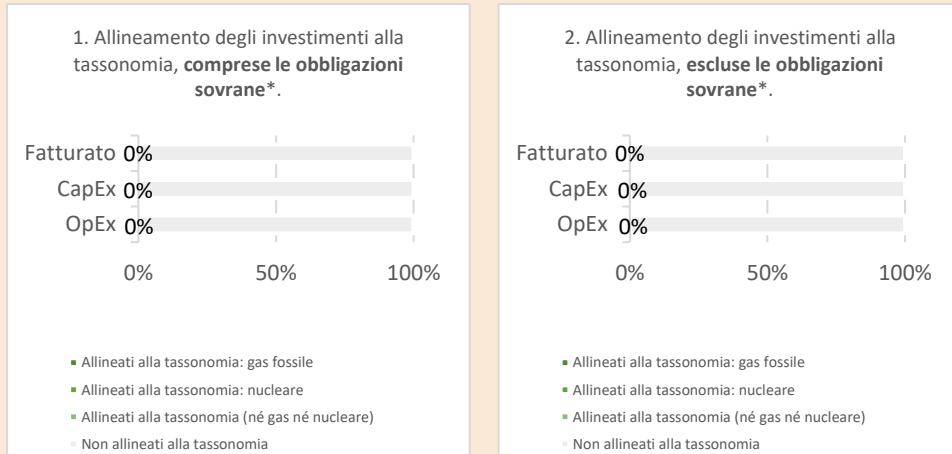 1. Allineamento degli investimenti alla
tassonomia, comprese le obbligazioni
sovrane*.
Fatturato 0%
CapEx 0%
OpEx 0%
0% 50% 100%
Allineati alla tassonomia: gas fossile
Allineati alla tassonomia: nucleare
Allineati alla tassonomia (né gas né nucleare)
Non allineati alla tassonomia
2. Allineamento degli investimenti alla
tassonomia, escluse le obbligazioni
sovrane*.
Fatturato 0%
CapEx 0%
OpEx 0%
0% 50% 100%
Allineati alla tassonomia: gas fossile
Allineati alla tassonomia: nucleare
Allineati alla tassonomia (né gas né nucleare)
Non allineati alla tassonomia